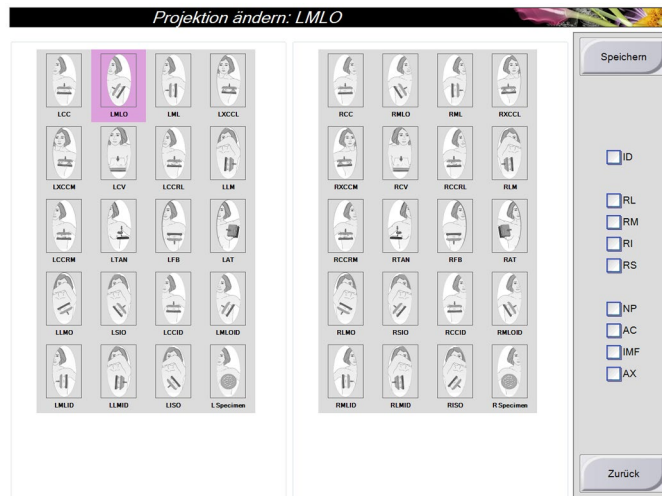 Projektion ändern: LMLO
LCC LMLO LML LXCCL
LXCCM LCV LCCRL LLM
LCCRM LTAN LFB LAT
LLMO LSIO LCCID LMLOID
LMLID LLMID LISO L Specimen
RCC RMLO RML RXCCL
RXCCM RCV RCCRL RLM
RCCRM RTAN RFB RAT
RLMO RSIO RCCID RMLOID
RMLID RLMID RISO R Specimen
Speichern
ID
RL
RM
RI
RS
NP
AC
IMF
AX
Zurück